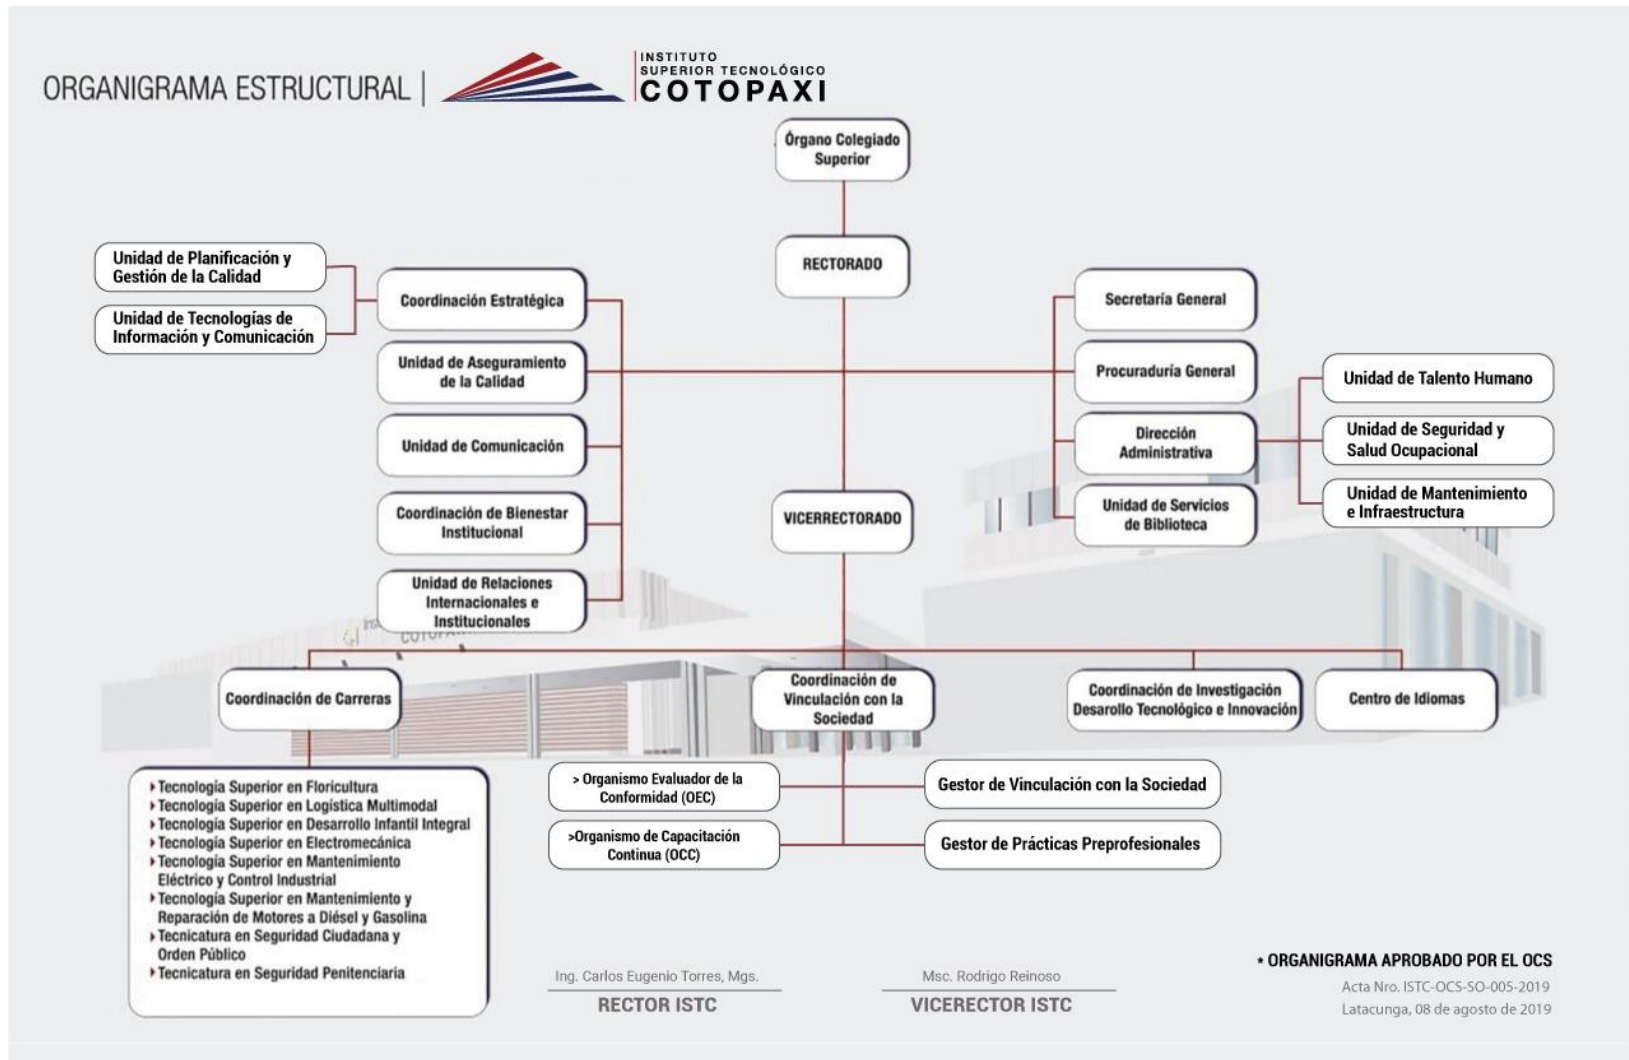 ORGANIGRAMA ESTRUCTURAL
INSTITUTO
SUPERIOR TECNOLÓGICO
COTOPAXI
Órgano Colegiado
Superior
RECTORADO
Unidad de Planificación y
Gestión de la Calidad
Unidad de Tecnologías de
Información y Comunicación
Coordinación Estratégica
Unidad de Aseguramiento
de la Calidad
Unidad de Comunicación
Coordinación de Bienestar
Institucional
Unidad de Relaciones
Internacionales e
Institucionales
Secretaría General
Procuraduría General
Dirección
Administrativa
Unidad de Servicios
de Biblioteca
Unidad de Talento Humano
Unidad de Seguridad y
Salud Ocupacional
Unidad de Mantenimiento
e Infraestructura
VICERRECTORADO
Coordinación de Carreras
Coordinación de
Vinculación con la
Sociedad
Coordinación de Investigación
Desarollo Tecnológico e Innovación
Centro de Idiomas
Tecnología Superior en Floricultura
Tecnología Superior en Logística Multimodal
Tecnología Superior en Desarrollo Infantil Integral
Tecnología Superior en Electromecánica
Tecnología Superior en Mantenimiento
Eléctrico y Control Industrial
Tecnología Superior en Mantenimiento y
Reparación de Motores a Diésel y Gasolina
Tecnicatura en Seguridad Ciudadana y
Orden Público
Tecnicatura en Seguridad Penitenciaria
> Organismo Evaluador de la
Conformidad (OEC)
>Organismo de Capacitación
Continua (OCC)
Gestor de Vinculación con la Sociedad
Gestor de Prácticas Preprofesionales
Ing. Carlos Eugenio Torres, Mgs.
RECTOR ISTC
Msc. Rodrigo Reinoso
VICERECTOR ISTC
* ORGANIGRAMA APROBADO POR EL OCS
Acta Nro. ISTC-OCS-SO-005-2019
Latacunga, 08 de agosto de 2019